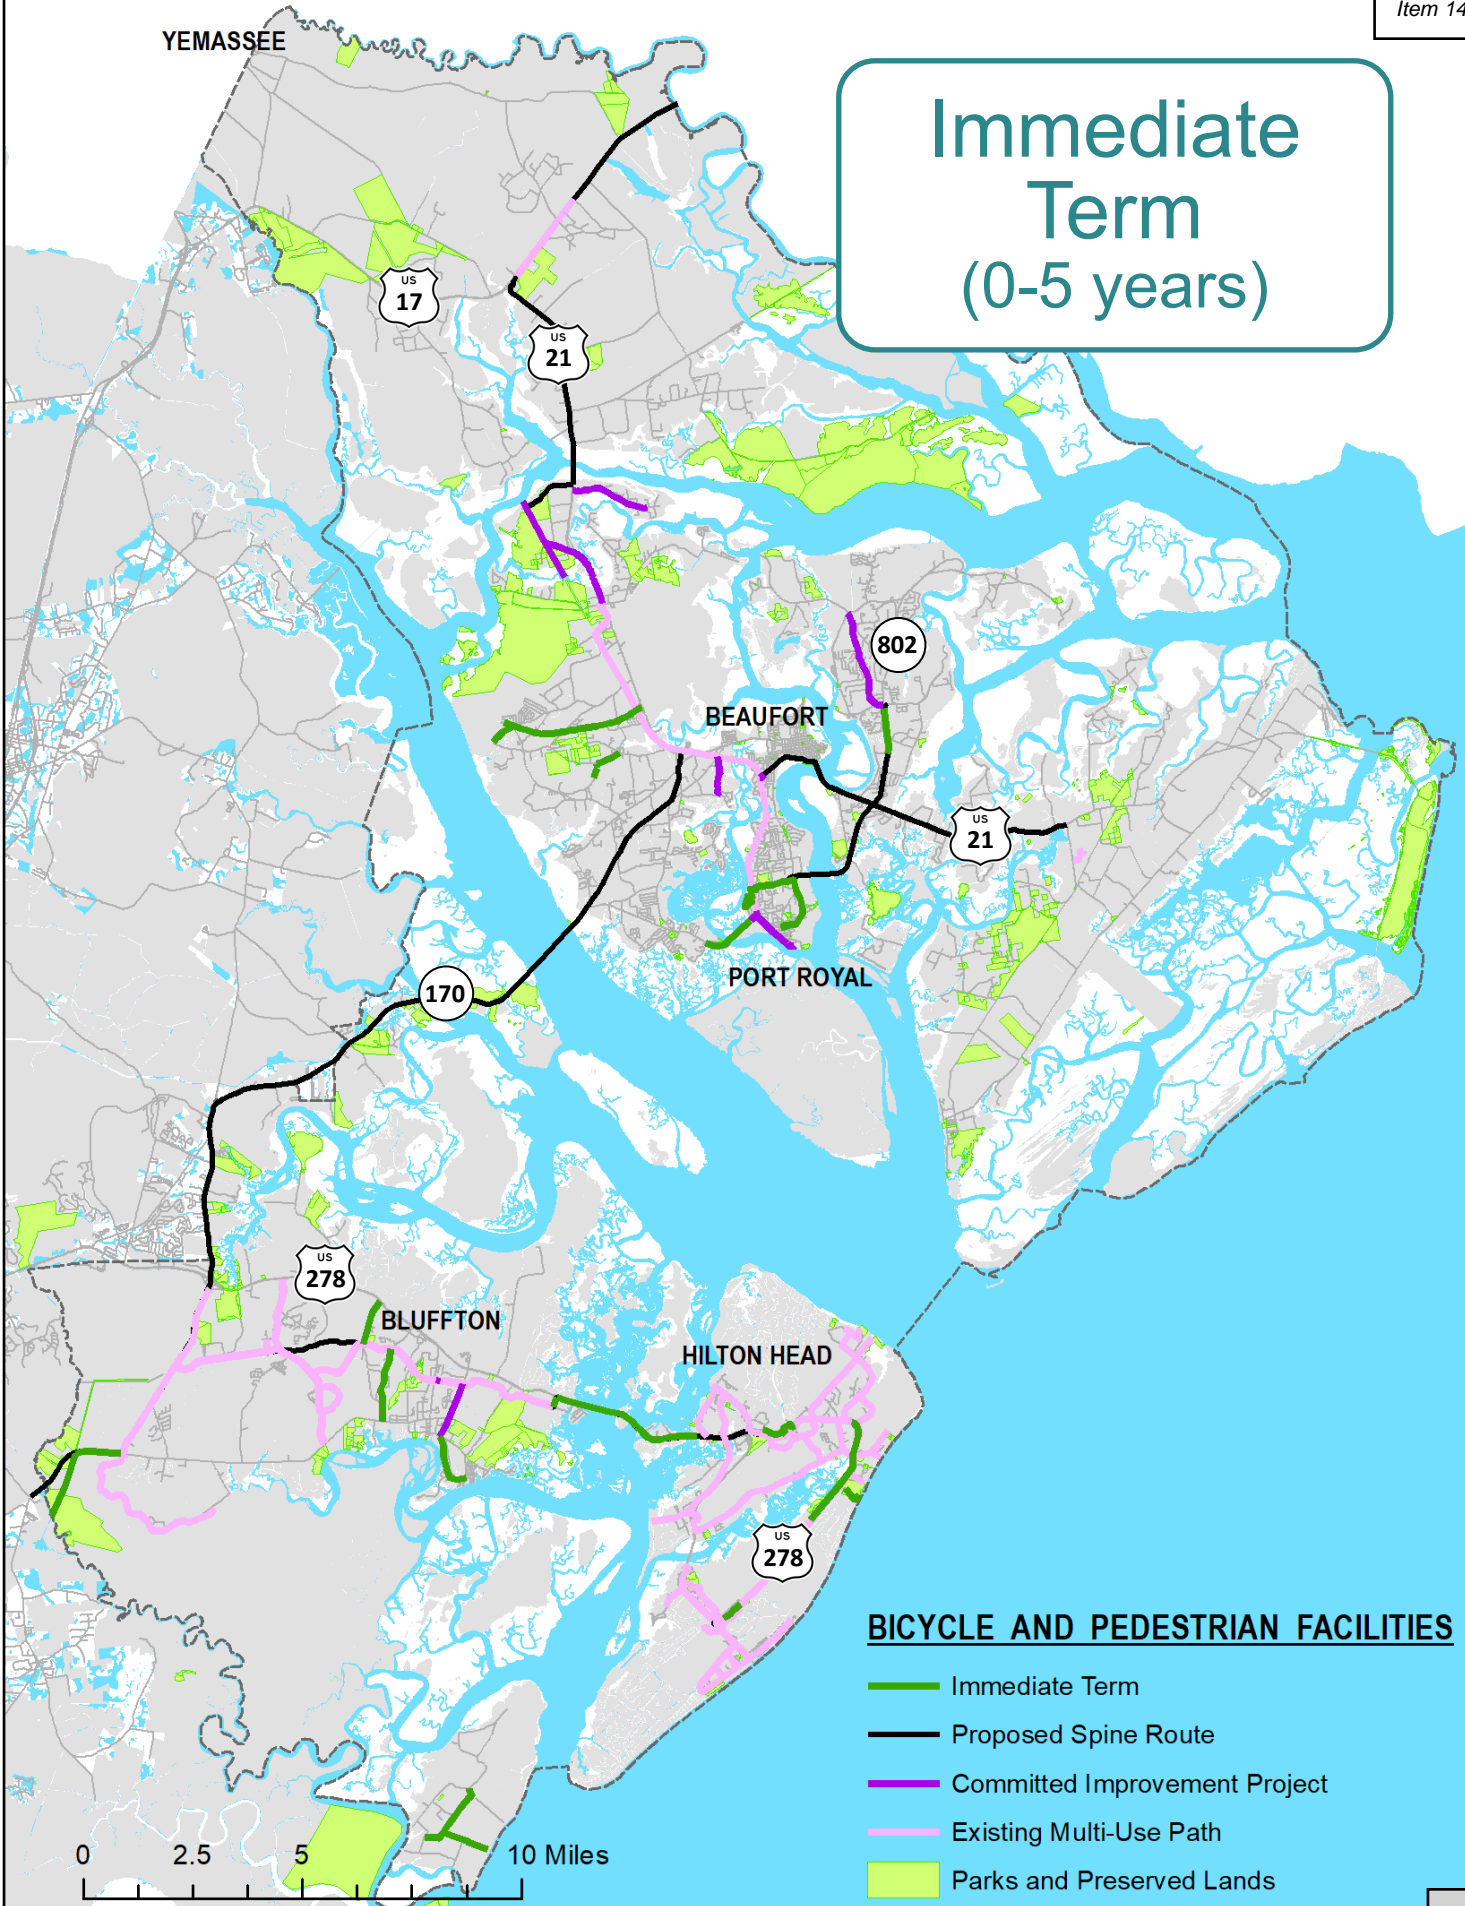 Item 14
YEMASSEE
Immediate
Term
(0-5 years)
US
17
US
21
802
BEAUFORT
US
21
PORT ROYAL
170
US
278
BLUFFTON
HILTON HEAD
US
278
BICYCLE AND PEDESTRIAN FACILITIES
Immediate Term
Proposed Spine Route
Committed Improvement Project
Existing Multi-Use Path
Parks and Preserved Lands
0 2.5 5 10 Miles